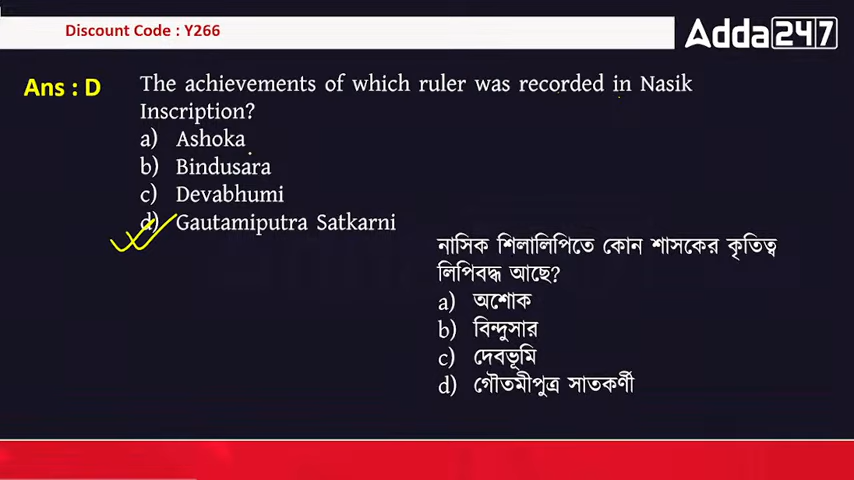 Discount Code : Y266
Adda247
Ans : D
The achievements of which ruler was recorded in Nasik
Inscription?
a) Ashoka
b) Bindusara
c) Devabhumi
d) Gautamiputra Satkarni
নাসিক শিলালিপিতে কোন শাসকের কৃতিত্ব
লিপিবদ্ধ আছে?
a) অশোক
b) বিন্দুসার
c) দেবভূমি
d) গৌতমীপুত্র সাতকর্ণী